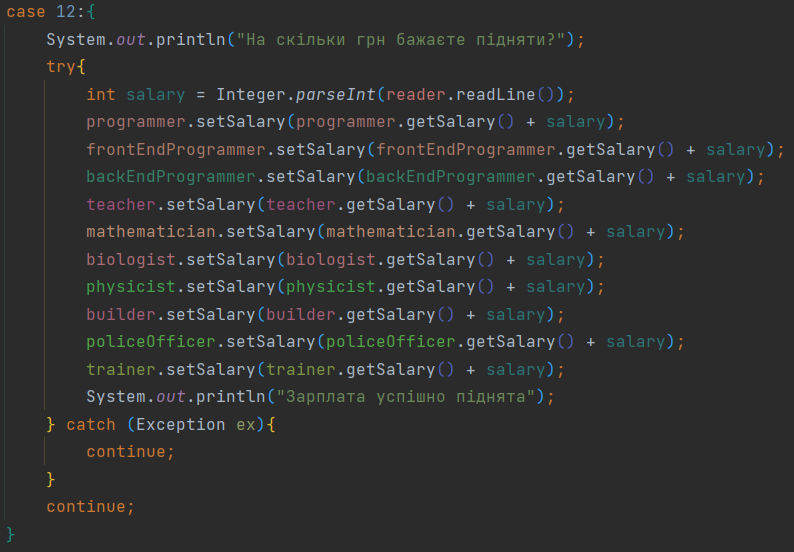 case 12:{
System.out.println("На скільки грн бажаєте підняти?");
try{
int salary = Integer.parseInt(reader.readLine());
programmer.setSalary(programmer.getSalary() + salary);
frontEndProgrammer.setSalary(frontEndProgrammer.getSalary() + salary);
backEndProgrammer.setSalary(backEndProgrammer.getSalary() + salary);
teacher.setSalary(teacher.getSalary() + salary);
mathematician.setSalary(mathematician.getSalary() + salary);
biologist.setSalary(biologist.getSalary() + salary);
physicist.setSalary(physicist.getSalary() + salary);
builder.setSalary(builder.getSalary() + salary);
policeOfficer.setSalary(policeOfficer.getSalary() + salary);
trainer.setSalary(trainer.getSalary() + salary);
System.out.println("Зарплата успішно піднята");
} catch (Exception ex){
continue;
}
continue;
}